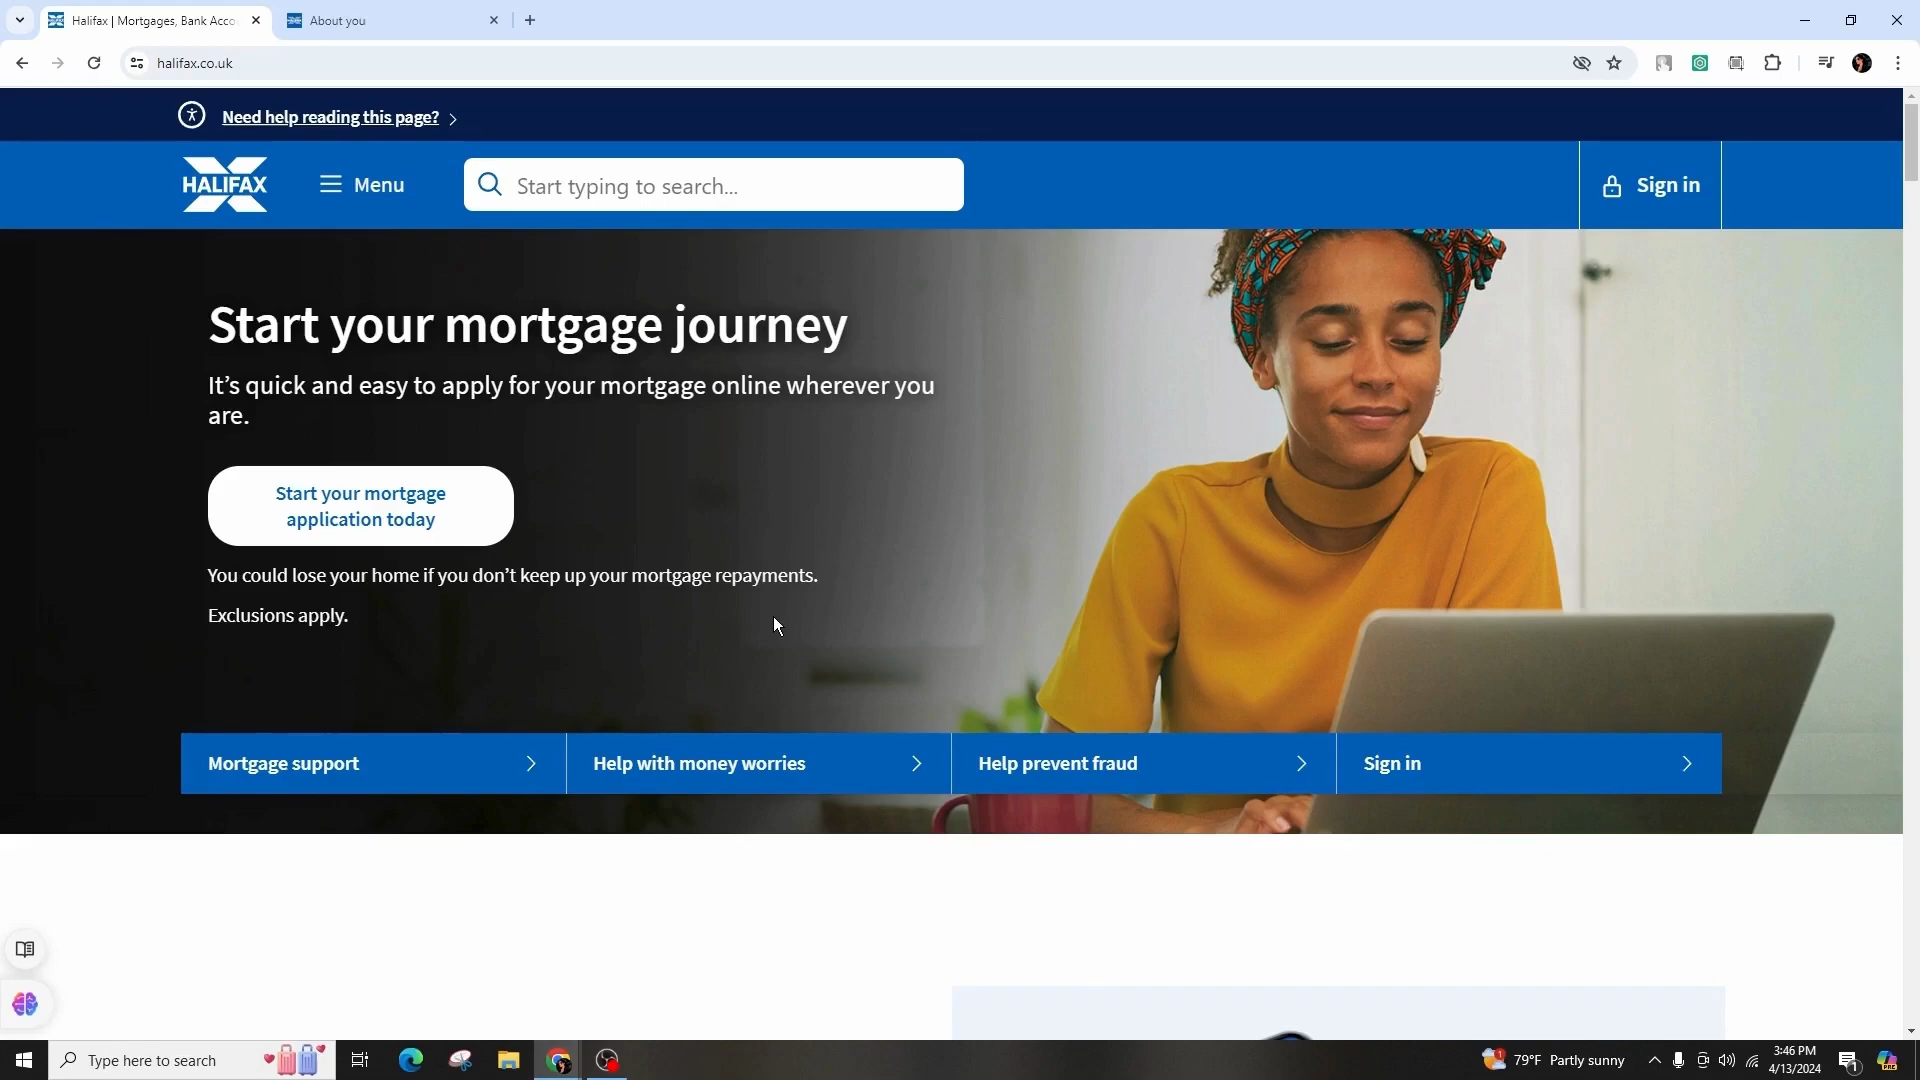 Halifax | Mortgages, Bank Acco
About you
halifax.co.uk
Need help reading this page?
HALIFAX
Menu
Start typing to search...
Sign in
Start your mortgage journey
It's quick and easy to apply for your mortgage online wherever you
are.
Start your mortgage
application today
You could lose your home if you don't keep up your mortgage repayments.
Exclusions apply.
Mortgage support
Help with money worries
Help prevent fraud
Sign in
Type here to search
1
79°F Partly sunny
3:46 PM
4/13/2024
1
PRE